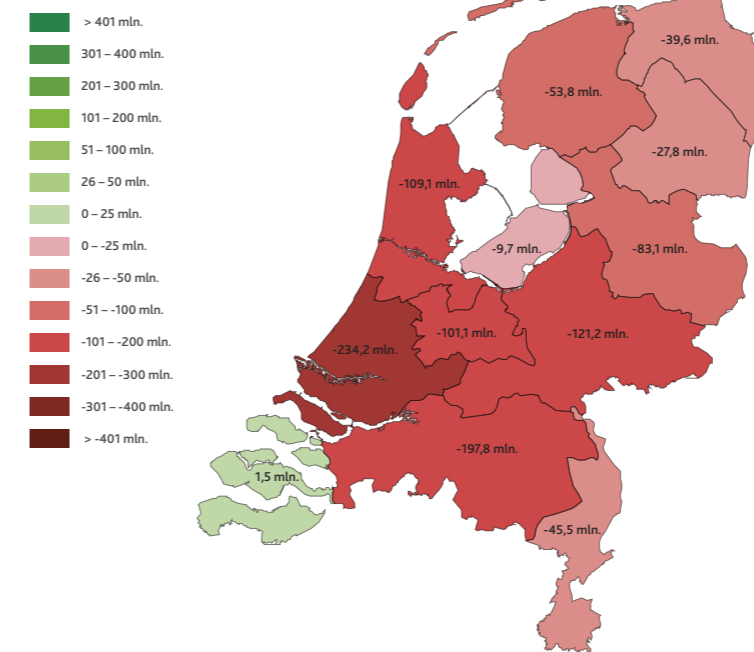 > 401 mln.
301 – 400 mln.
201 – 300 mln.
101 – 200 mln.
51 – 100 mln.
26 – 50 mln.
0 – 25 mln.
0 – -25 mln.
-26 – -50 mln.
-51 – -100 mln.
-101 – -200 mln.
-201 – -300 mln.
-301 – -400 mln.
> -401 mln.
-39,6 mln.
-53,8 mln.
-27,8 mln.
-109,1 mln.
-9,7 mln.
-83,1 mln.
-101,1 mln.
-121,2 mln.
-234,2 mln.
-197,8 mln.
1,5 mln.
-45,5 mln.